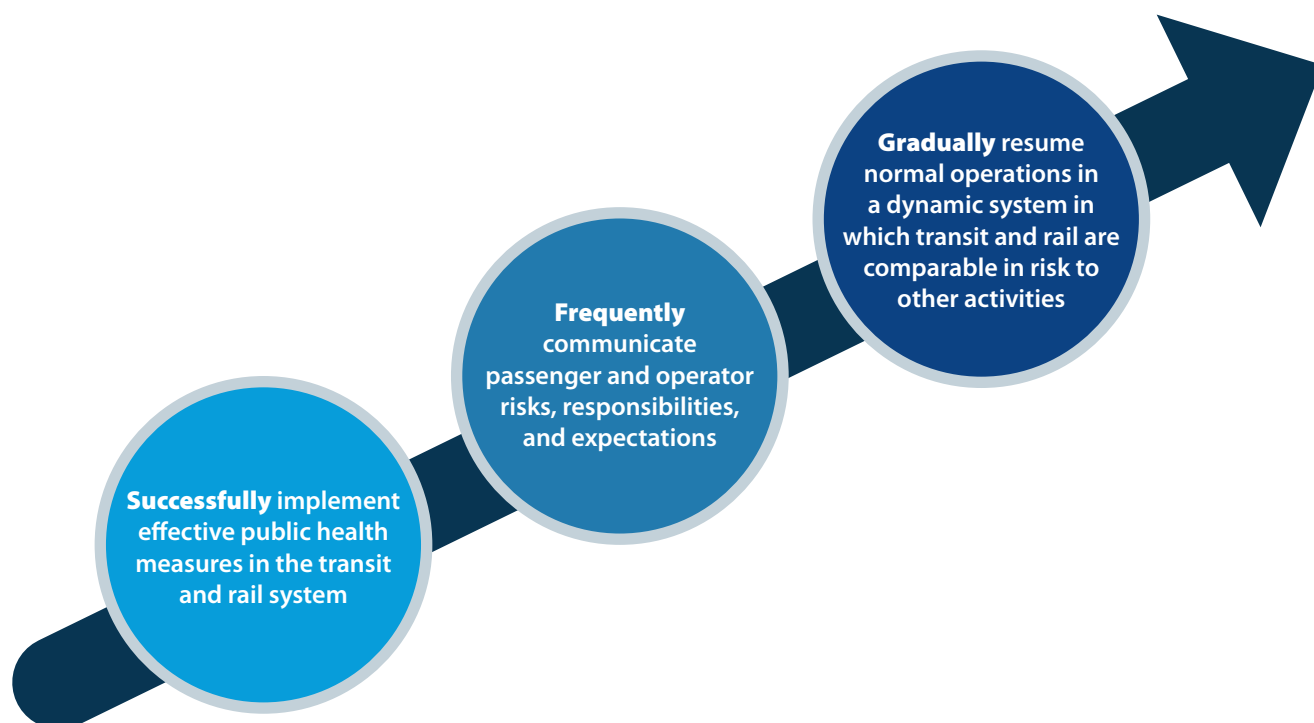 Successfully implement
effective public health
measures in the transit
and rail system
Frequently
communicate
passenger and operator
risks, responsibilities,
and expectations
Gradually resume
normal operations in
a dynamic system in
which transit and rail are
comparable in risk to
other activities